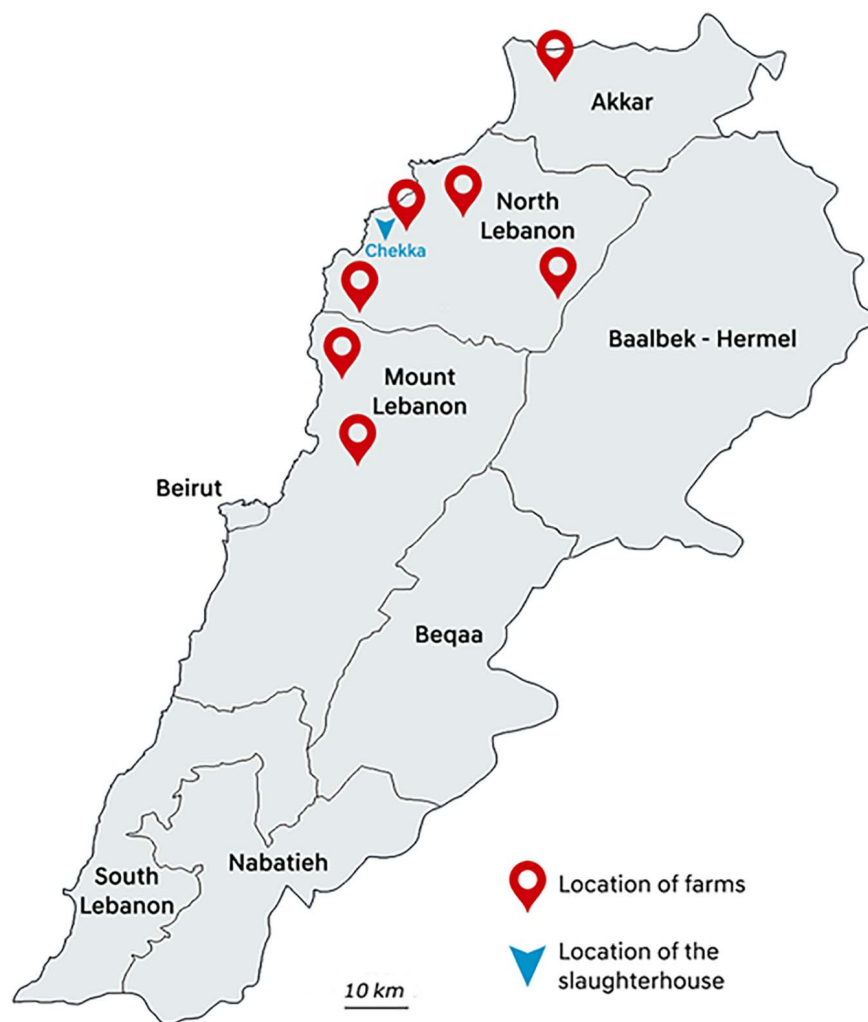 Akkar
North
Lebanon
Chekka
Baalbek - Hermel
Mount
Lebanon
Beirut
Beqaa
Nabatieh
South
Lebanon
Location of farms
Location of the
slaughterhouse
10 km